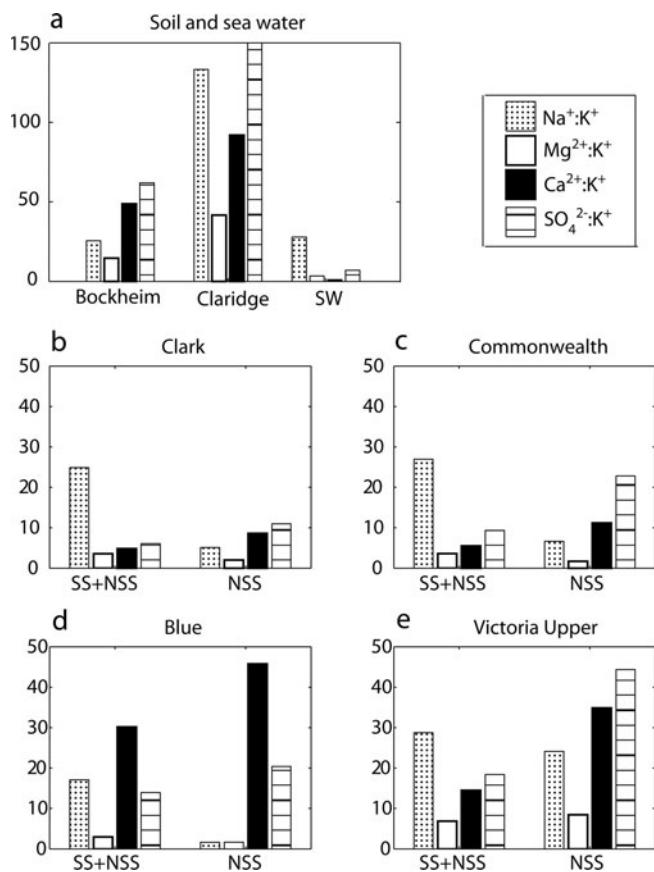 a
Soil and sea water
150
100
50
0
Bockheim Claridge SW
Na⁺:K⁺
Mg²⁺:K⁺
Ca²⁺:K⁺
SO₄²⁻:K⁺
b Clark
50
40
30
20
10
0
SS+NSS NSS
c Commonwealth
50
40
30
20
10
0
SS+NSS NSS
d Blue
50
40
30
20
10
0
SS+NSS NSS
e Victoria Upper
50
40
30
20
10
0
SS+NSS NSS